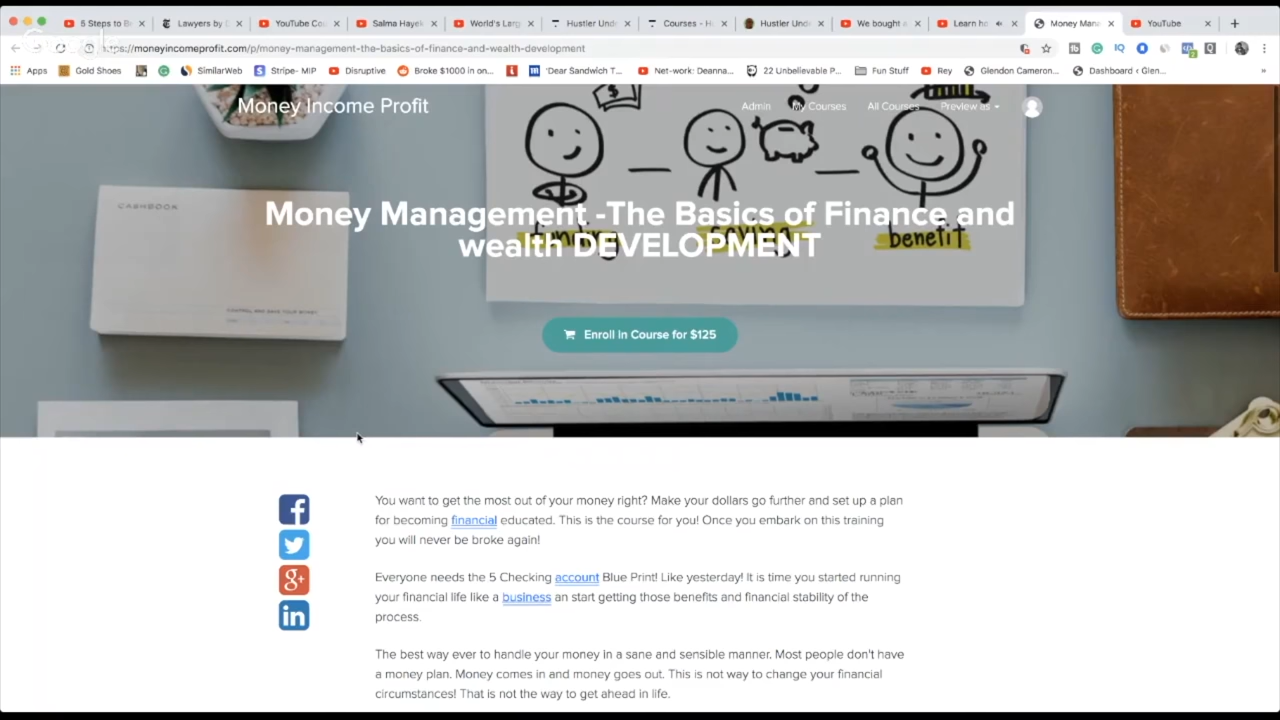 5 Steps to B
Lawyers by D
YouTube Co
Salma Hayek
World's Larg
Hustler Und
Courses - H
Hustler Und
We bought a
Learn ho
Money Mana
YouTube
https://moneyincomeprofit.com/p/money-management-the-basics-of-finance-and-wealth-development
Apps
Gold Shoes
SimilarWeb
Stripe- MIP
Disruptive
Broke $1000 in on...
'Dear Sandwich T...
Net-work: Deanna...
22 Unbelievable P...
Fun Stuff
Rey
Glendon Cameron...
Dashboard ‹ Glen...
Money Income Profit
Admin
My Courses
All Courses
Preview as
CASHBOOK
Money Management -The Basics of Finance and
wealth DEVELOPMENT
saving
benefit
Enroll in Course for $125
You want to get the most out of your money right? Make your dollars go further and set up a plan
for becoming financial educated. This is the course for you! Once you embark on this training
you will never be broke again!
Everyone needs the 5 Checking account Blue Print! Like yesterday! It is time you started running
your financial life like a business an start getting those benefits and financial stability of the
process.
The best way ever to handle your money in a sane and sensible manner. Most people don't have
a money plan. Money comes in and money goes out. This is not way to change your financial
circumstances! That is not the way to get ahead in life.